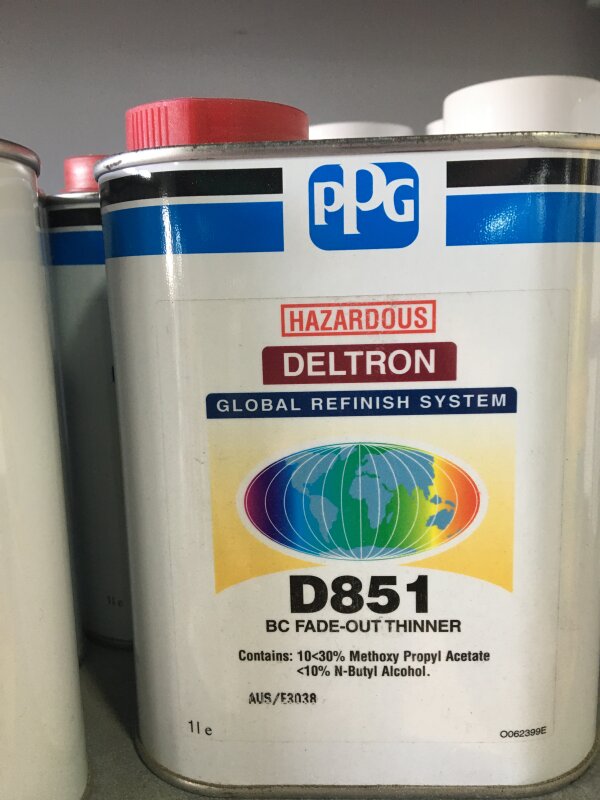 PPG
HAZARDOUS
DELTRON
GLOBAL REFINISH SYSTEM
D851
BC FADE-OUT THINNER
Contains: 10<30% Methoxy Propyl Acetate
<10% N-Butyl Alcohol.
AUS/E3038
1l e
O062399E
1l e